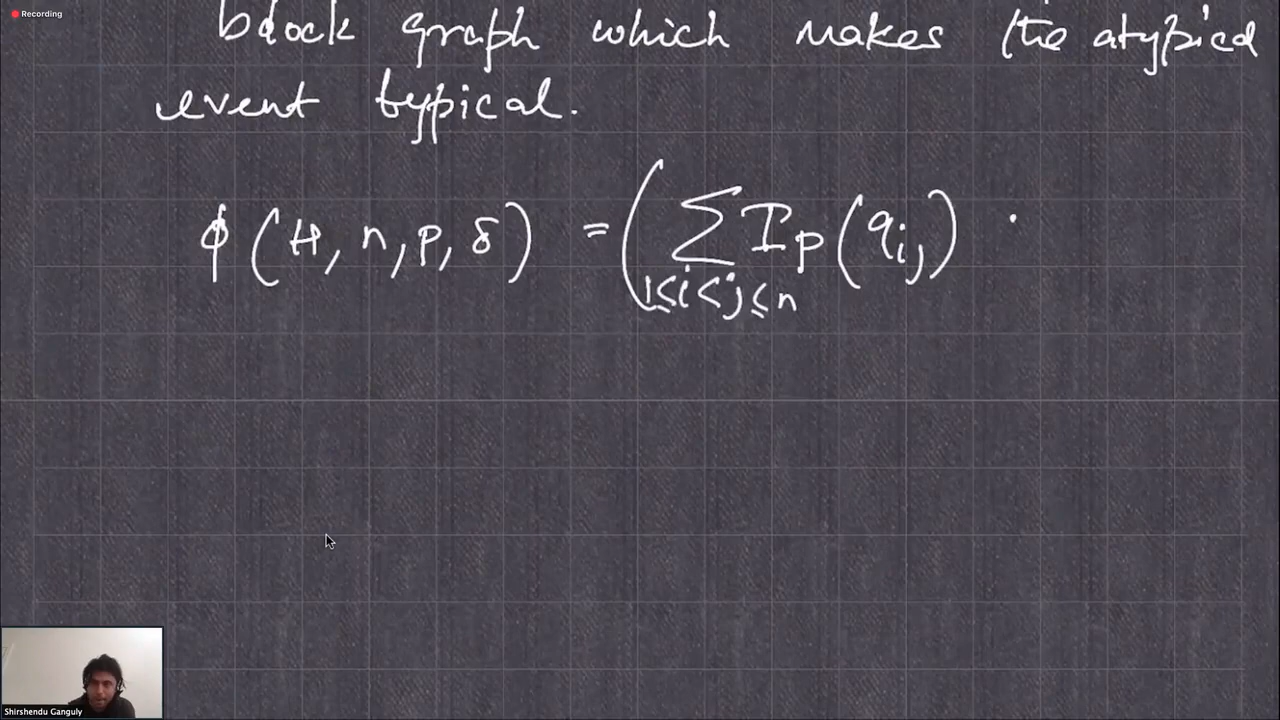 Recording
block graph which makes the atypical
event typical.
ϕ (H, n, p, δ) = ( ∑ I_p (q_ij) .
1≤i<j≤n
Shirshendu Ganguly